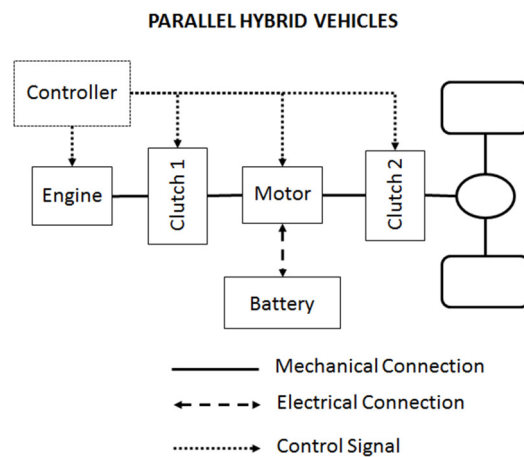 PARALLEL HYBRID VEHICLES
Controller
Engine
Clutch 1
Motor
Clutch 2
Battery
Mechanical Connection
Electrical Connection
Control Signal